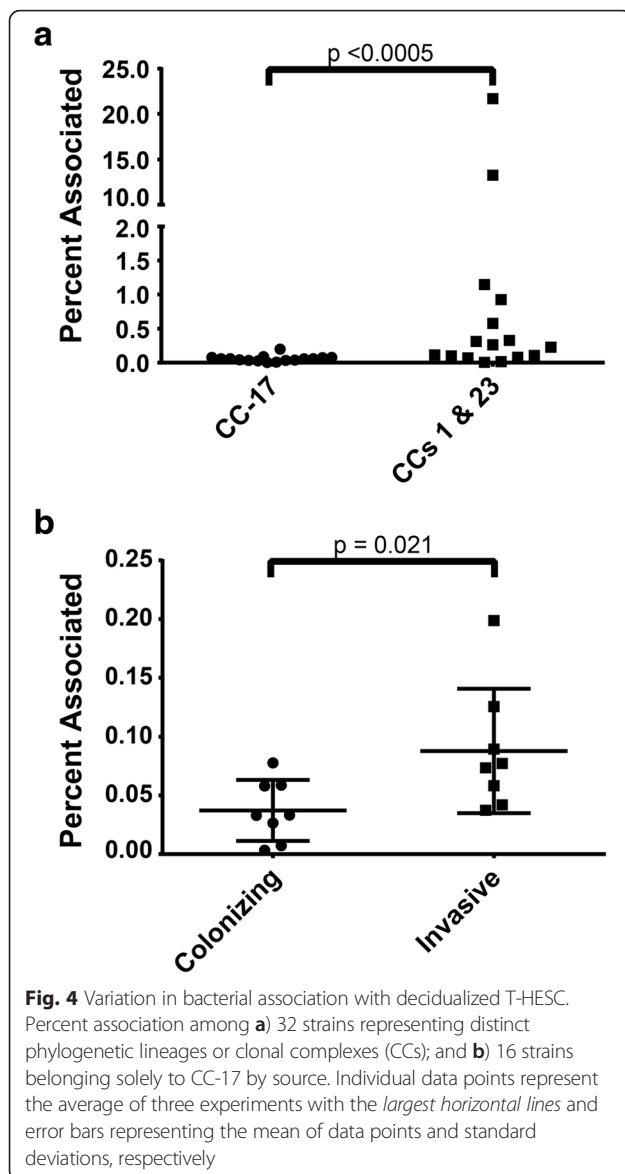 a
p <0.0005
Percent Associated
25.0
20.0
15.0
10.0
2.0
1.5
1.0
0.5
0.0
CC-17
CCs 1 & 23
b
p = 0.021
Percent Associated
0.25
0.20
0.15
0.10
0.05
0.00
Colonizing
Invasive
Fig. 4 Variation in bacterial association with decidualized T-HESC.
Percent association among a) 32 strains representing distinct
phylogenetic lineages or clonal complexes (CCs); and b) 16 strains
belonging solely to CC-17 by source. Individual data points represent
the average of three experiments with the largest horizontal lines and
error bars representing the mean of data points and standard
deviations, respectively